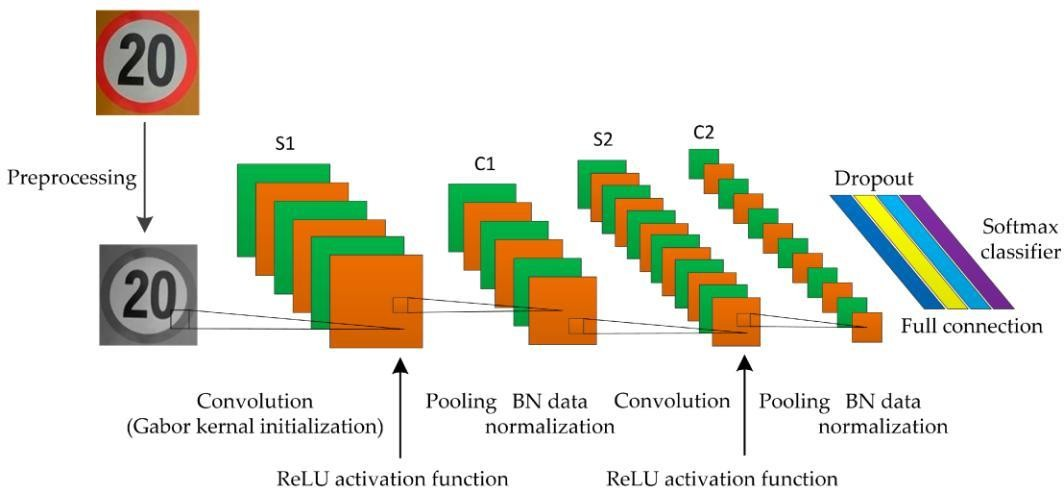 20
Preprocessing
20
S1
C1
S2
C2
Dropout
Softmax
classifier
Full connection
Convolution
(Gabor kernal initialization)
Pooling
BN data
normalization
Convolution
Pooling
BN data
normalization
ReLU activation function
ReLU activation function